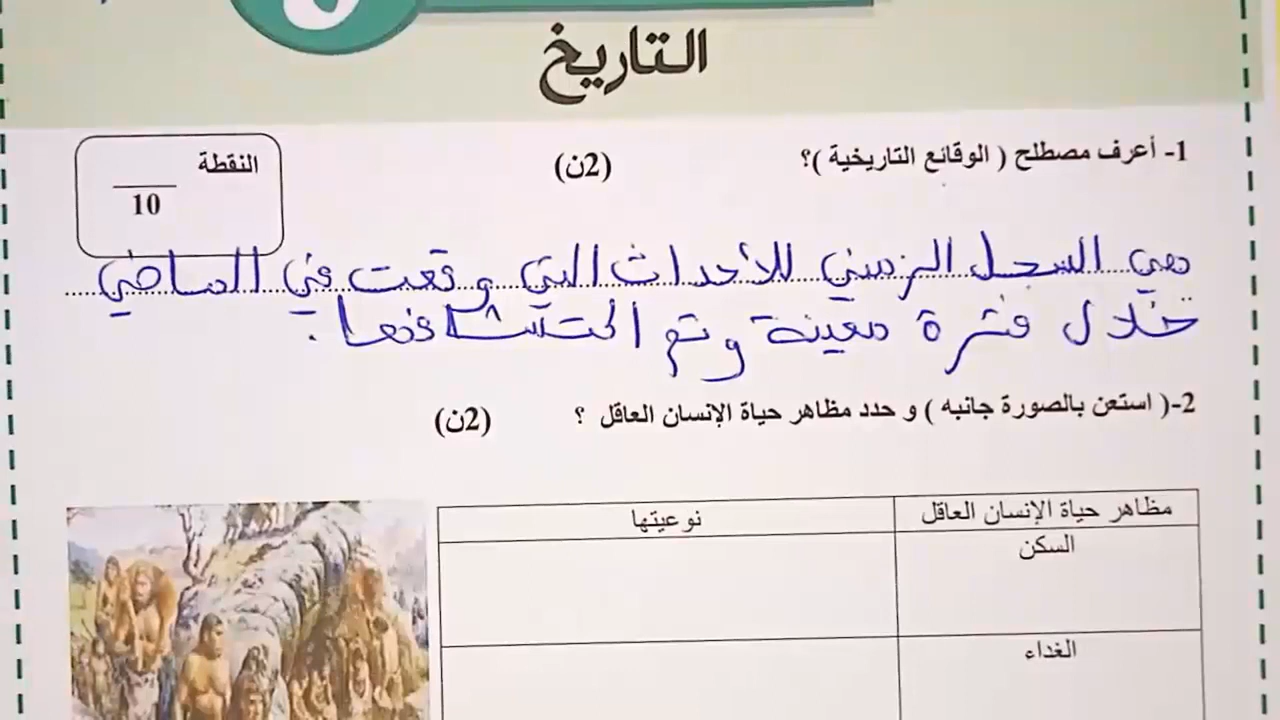 التاريخ
النقطة
10
1- أعرف مصطلح ( الوقائع التاريخية )؟ (2ن)
هي السجل الزمني للأحداث التي وقعت في الماضي
خلال فترة معينة وتم اكتشافها.
2-( استعن بالصورة جانبه ) و حدد مظاهر حياة الإنسان العاقل ؟ (2ن)
مظاهر حياة الإنسان العاقل نوعيتها
السكن
الغداء